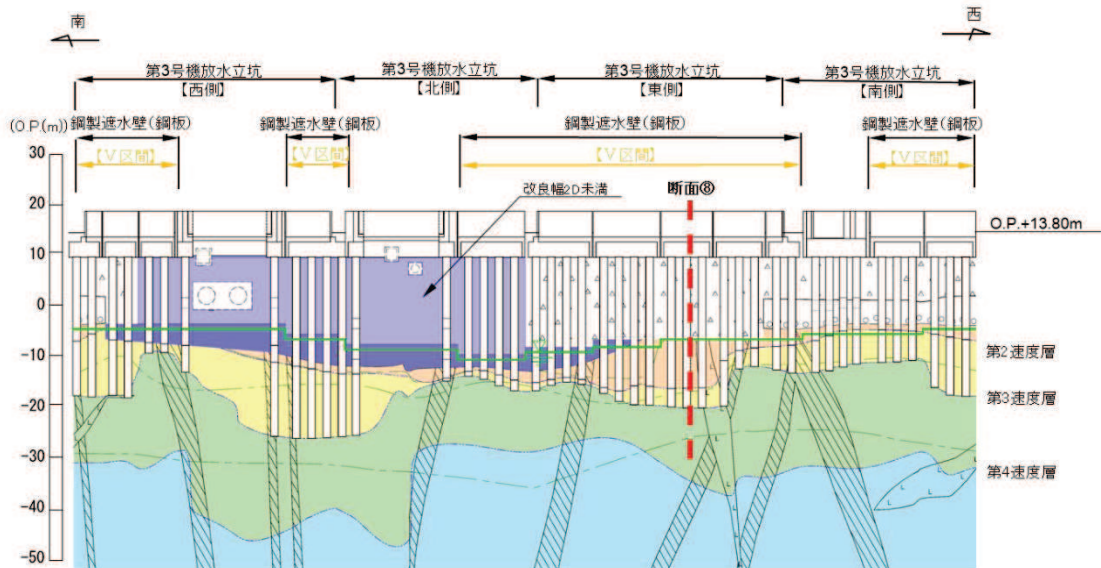 南
西
第3号機放水立坑
【西側】
第3号機放水立坑
【北側】
第3号機放水立坑
【東側】
第3号機放水立坑
【南側】
(O.P.(m))
鋼製遮水壁(鋼板)
鋼製遮水壁(鋼板)
鋼製遮水壁(鋼板)
鋼製遮水壁(鋼板)
【Ⅴ区間】
【Ⅴ区間】
【Ⅴ区間】
【Ⅴ区間】
改良幅2D未満
断面⑧
O.P.+13.80m
30
20
10
0
-10
-20
-30
-40
-50
第2速度層
第3速度層
第4速度層